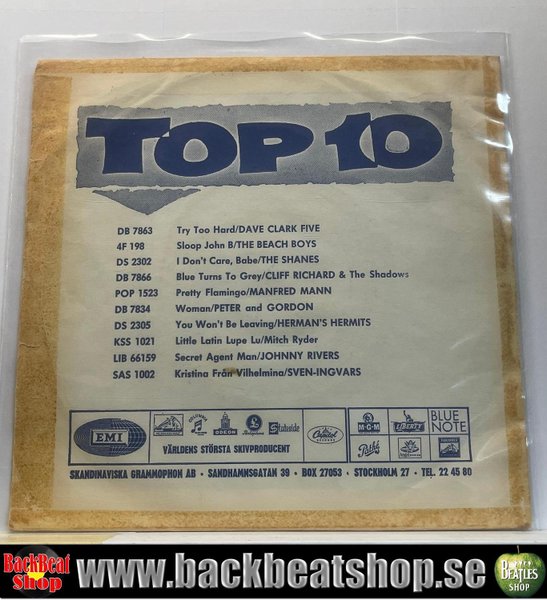 TOP 10
DB 7863 Try Too Hard/DAVE CLARK FIVE
4F 198 Sloop John B/THE BEACH BOYS
DS 2302 I Don't Care, Babe/THE SHANES
DB 7866 Blue Turns To Grey/CLIFF RICHARD & The Shadows
POP 1523 Pretty Flamingo/MANFRED MANN
DB 7834 Woman/PETER and GORDON
DS 2305 You Won't Be Leaving/HERMAN'S HERMITS
KSS 1021 Little Latin Lupe Lu/Mitch Ryder
LIB 66159 Secret Agent Man/JOHNNY RIVERS
SAS 1002 Kristina Från Vilhelmina/SVEN-INGVARS
EMI
COLUMBIA
ODEON
Parlophone
Stateside
Capitol
M-G-M
LIBERTY
BLUE NOTE
Pathé
VÄRLDENS STÖRSTA SKIVPRODUCENT
SKANDINAVISKA GRAMMOPHON AB · SANDHAMNSGATAN 39 · BOX 27053 · STOCKHOLM 27 · TEL. 22 45 80
BackBeat Shop
www.backbeatshop.se
BEATLES SHOP